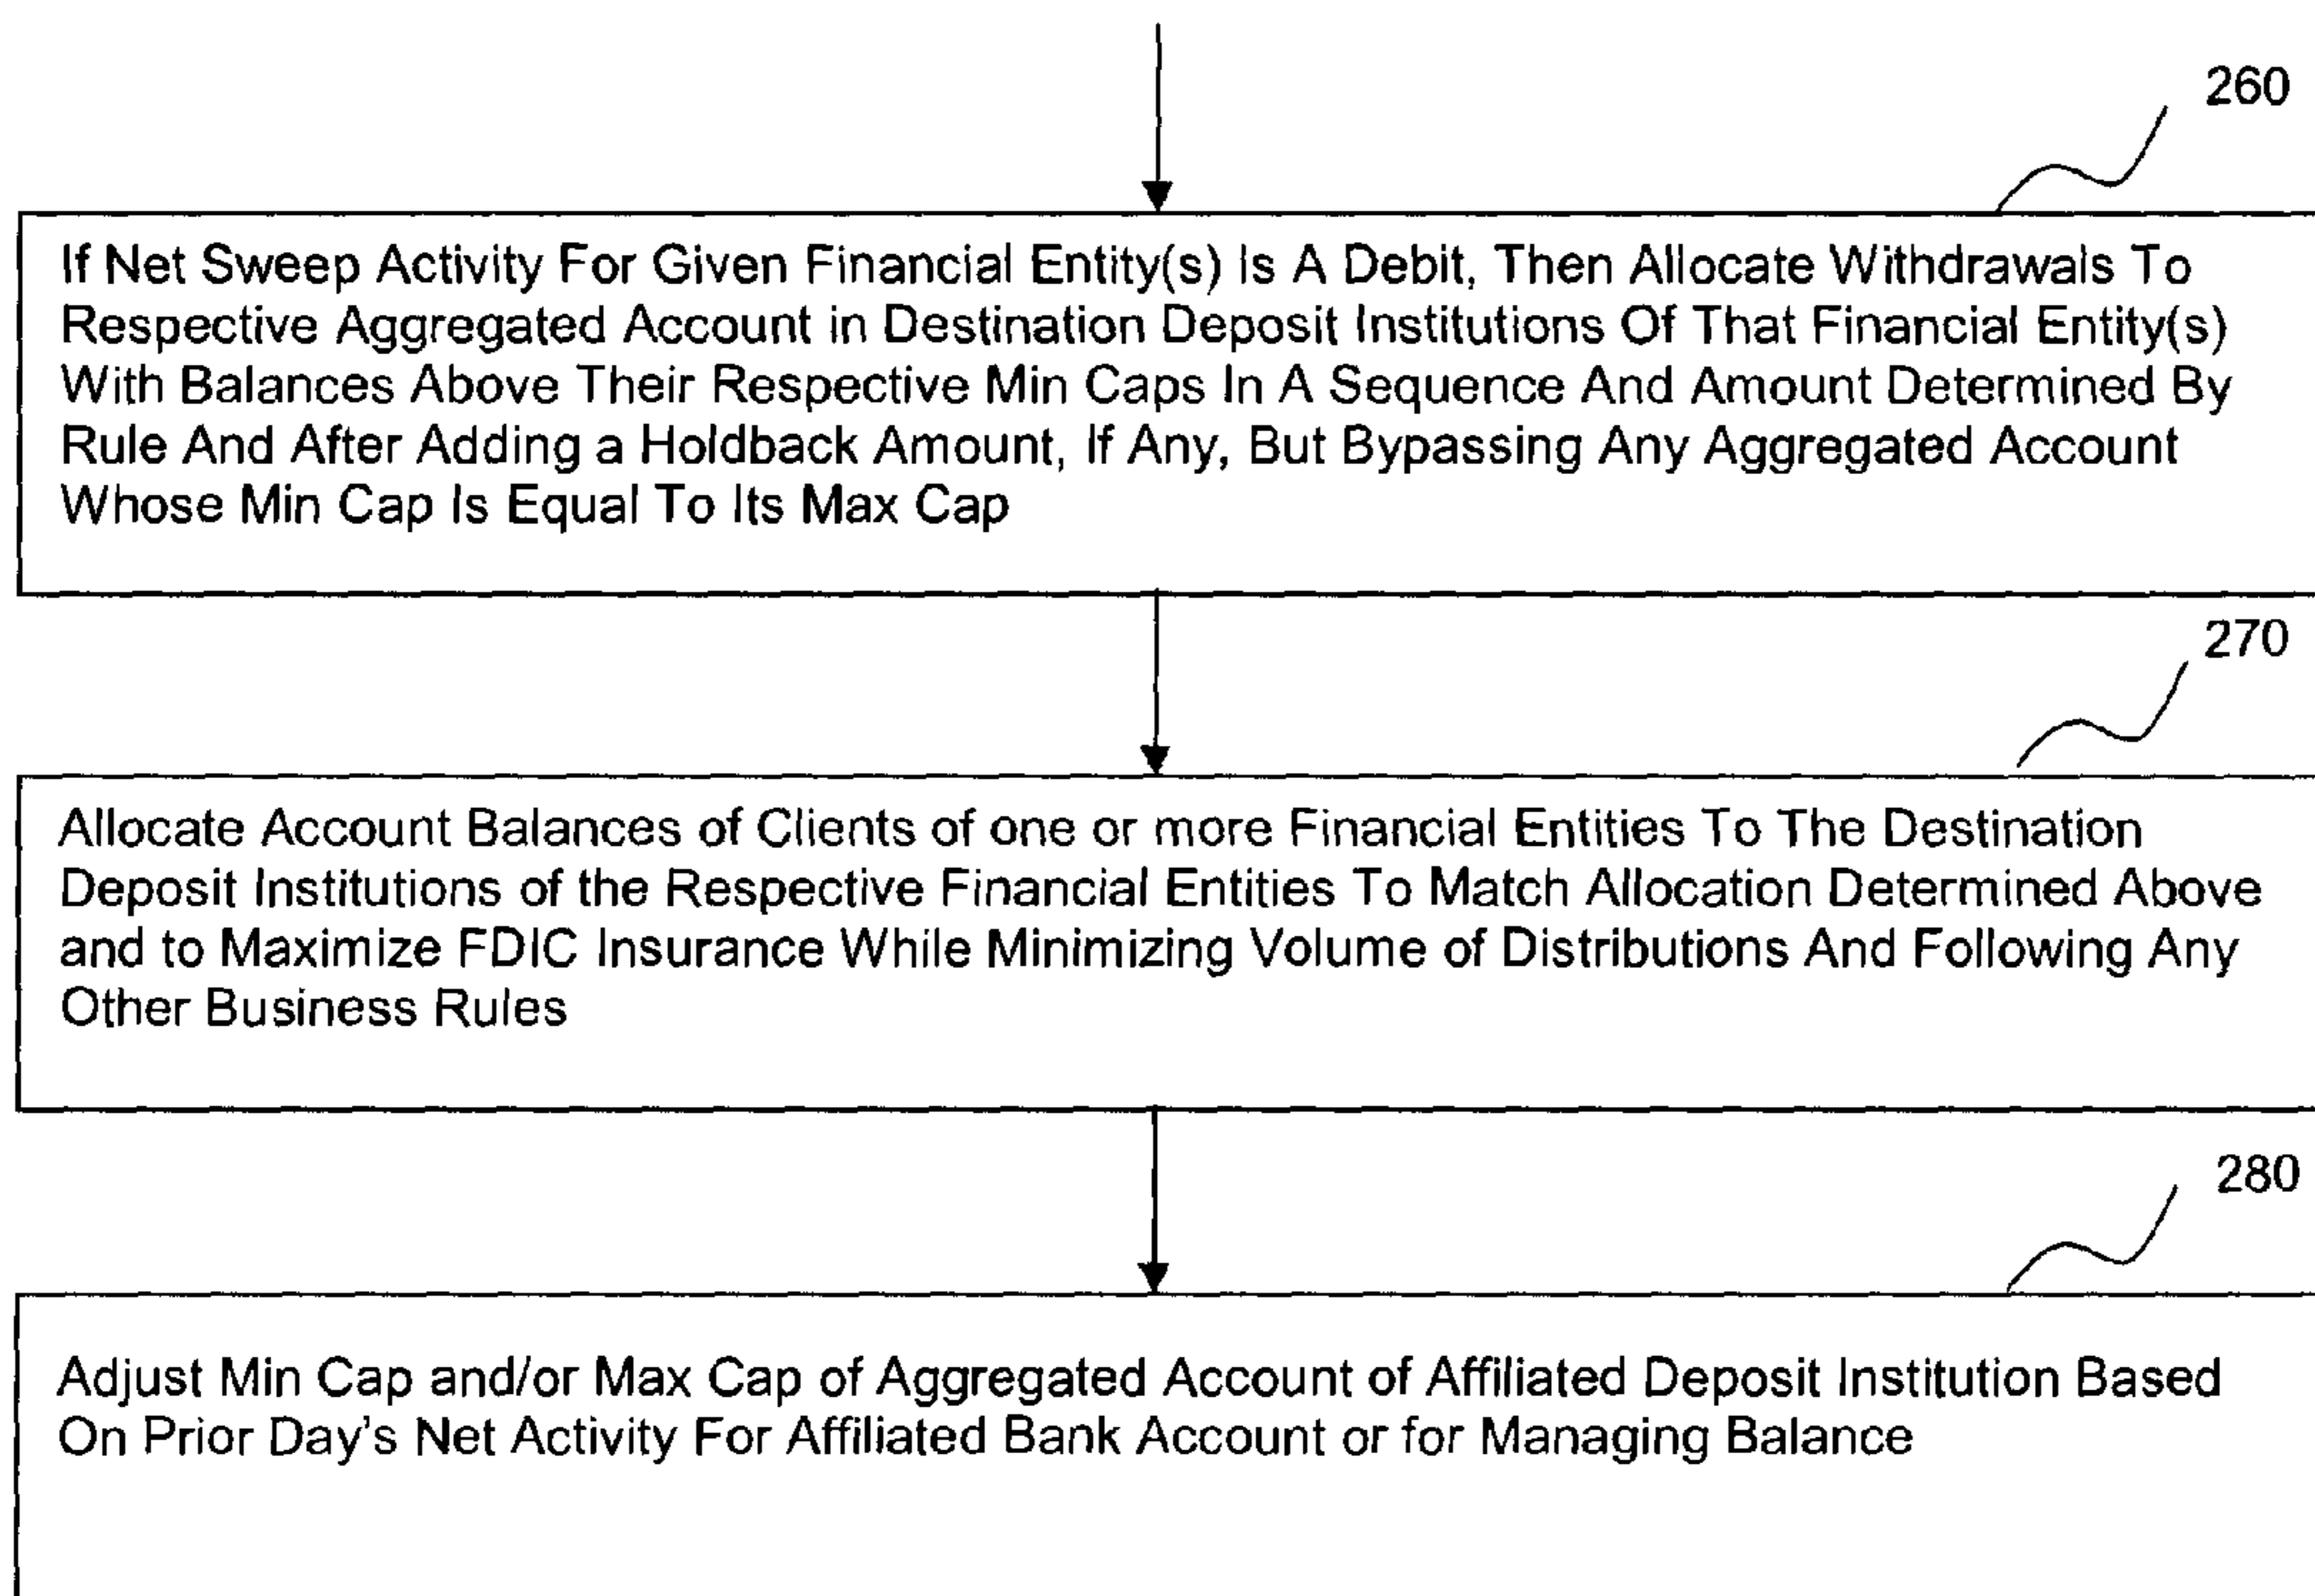 260
If Net Sweep Activity For Given Financial Entity(s) Is A Debit, Then Allocate Withdrawals To
Respective Aggregated Account in Destination Deposit Institutions Of That Financial Entity(s)
With Balances Above Their Respective Min Caps In A Sequence And Amount Determined By
Rule And After Adding a Holdback Amount, If Any, But Bypassing Any Aggregated Account
Whose Min Cap Is Equal To Its Max Cap
270
Allocate Account Balances of Clients of one or more Financial Entities To The Destination
Deposit Institutions of the Respective Financial Entities To Match Allocation Determined Above
and to Maximize FDIC Insurance While Minimizing Volume of Distributions And Following Any
Other Business Rules
280
Adjust Min Cap and/or Max Cap of Aggregated Account of Affiliated Deposit Institution Based
On Prior Day's Net Activity For Affiliated Bank Account or for Managing Balance